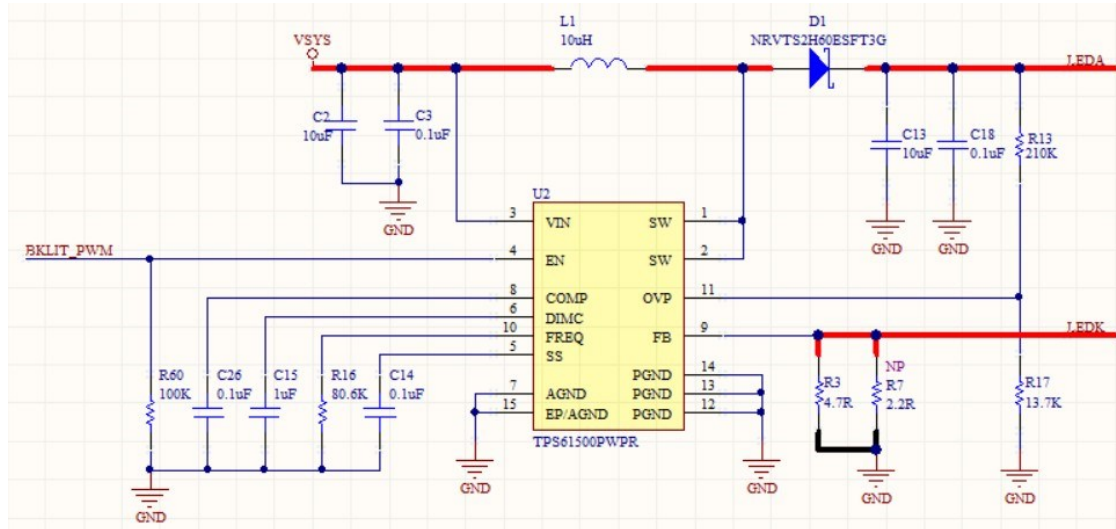 L1
10uH
D1
NRVTS2H60ESFT3G
VSYS
LEDA
C2
10uF
C3
0.1uF
C13
10uF
C18
0.1uF
R13
210K
GND
GND
GND
U2
3
VIN
SW
1
BKLIT_PWM
4
EN
SW
2
8
COMP
OVP
11
6
DIMC
10
FREQ
FB
9
LEDK
5
SS
PGND
14
7
AGND
PGND
13
15
EP/AGND
PGND
12
TPS61500PWPR
R60
100K
C26
0.1uF
C15
1uF
R16
80.6K
C14
0.1uF
NP
R3
4.7R
R7
2.2R
R17
13.7K
GND
GND
GND
GND
GND